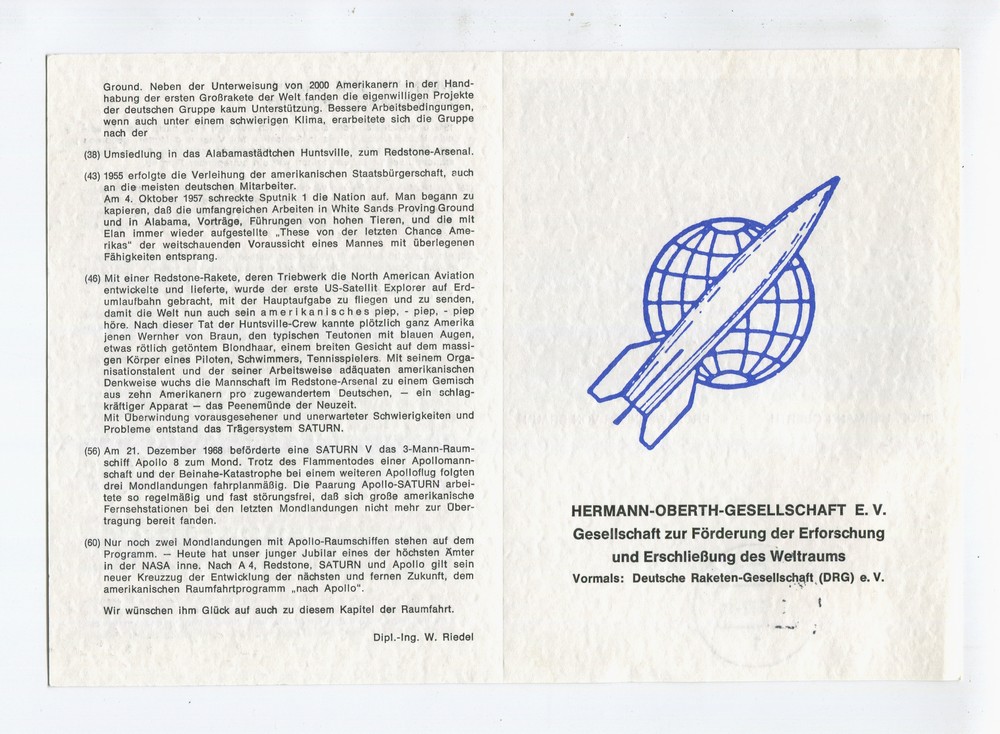 Ground. Neben der Unterweisung von 2000 Amerikanern in der Hand-
habung der ersten Großrakete der Welt fanden die eigenwilligen Projekte
der deutschen Gruppe kaum Unterstützung. Bessere Arbeitsbedingungen,
wenn auch unter einem schwierigen Klima, erarbeitete sich die Gruppe
nach der
(38) Umsiedlung in das Alabamastädtchen Huntsville, zum Redstone-Arsenal.
(43) 1955 erfolgte die Verleihung der amerikanischen Staatsbürgerschaft, auch
an die meisten deutschen Mitarbeiter.
Am 4. Oktober 1957 schreckte Sputnik 1 die Nation auf. Man begann zu
kapieren, daß die umfangreichen Arbeiten in White Sands Proving Ground
und in Alabama, Vorträge, Führungen von hohen Tieren, und die mit
Elan immer wieder aufgestellte „These von der letzten Chance Ame-
rikas" der weitschauenden Voraussicht eines Mannes mit überlegenen
Fähigkeiten entsprang.
(46) Mit einer Redstone-Rakete, deren Triebwerk die North American Aviation
entwickelte und lieferte, wurde der erste US-Satellit Explorer auf Erd-
umlaufbahn gebracht, mit der Hauptaufgabe zu fliegen und zu senden,
damit die Welt nun auch sein amerikanisches piep, - piep, - piep
höre. Nach dieser Tat der Huntsville-Crew kannte plötzlich ganz Amerika
jenen Wernher von Braun, den typischen Teutonen mit blauen Augen,
etwas rötlich getöntem Blondhaar, einem breiten Gesicht auf dem massi-
gen Körper eines Piloten, Schwimmers, Tennisspielers. Mit seinem Orga-
nisationstalent und der seiner Arbeitsweise adäquaten amerikanischen
Denkweise wuchs die Mannschaft im Redstone-Arsenal zu einem Gemisch
aus zehn Amerikanern pro zugewandertem Deutschen, — ein schlag-
kräftiger Apparat — das Peenemünde der Neuzeit.
Mit Überwindung vorausgesehener und unerwarteter Schwierigkeiten und
Probleme entstand das Trägersystem SATURN.
(56) Am 21. Dezember 1968 beförderte eine SATURN V das 3-Mann-Raum-
schiff Apollo 8 zum Mond. Trotz des Flammentodes einer Apollomann-
schaft und der Beinahe-Katastrophe bei einem weiteren Apolloflug folgten
drei Mondlandungen fahrplanmäßig. Die Paarung Apollo-SATURN arbei-
tete so regelmäßig und fast störungsfrei, daß sich große amerikanische
Fernsehstationen bei den letzten Mondlandungen nicht mehr zur Über-
tragung bereit fanden.
(60) Nur noch zwei Mondlandungen mit Apollo-Raumschiffen stehen auf dem
Programm. — Heute hat unser junger Jubilar eines der höchsten Ämter
in der NASA inne. Nach A 4, Redstone, SATURN und Apollo gilt sein
neuer Kreuzzug der Entwicklung der nächsten und fernen Zukunft, dem
amerikanischen Raumfahrtprogramm „nach Apollo".
Wir wünschen ihm Glück auf auch zu diesem Kapitel der Raumfahrt.
Dipl.-Ing. W. Riedel
HERMANN-OBERTH-GESELLSCHAFT E. V.
Gesellschaft zur Förderung der Erforschung
und Erschließung des Weltraums
Vormals: Deutsche Raketen-Gesellschaft (DRG) e. V.